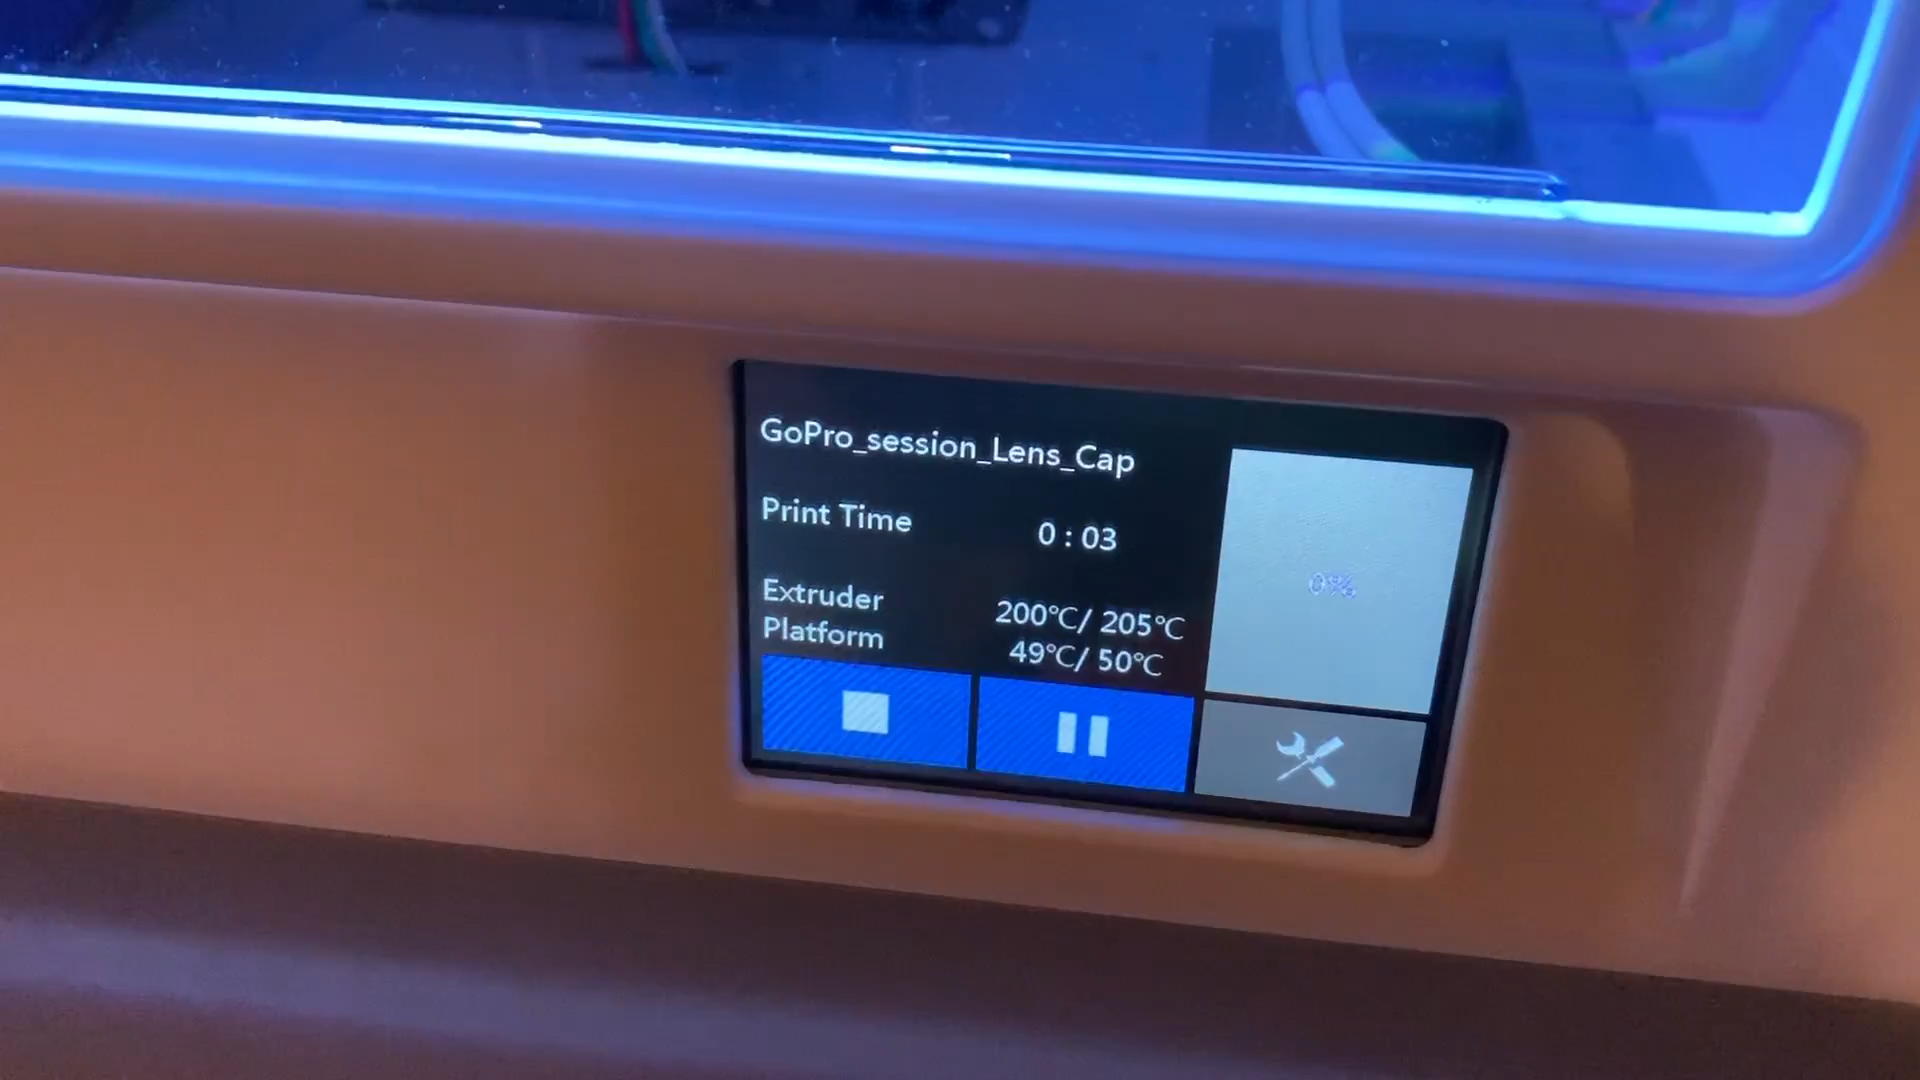 GoPro_session_Lens_Cap
Print Time 0 : 03
Extruder 200℃/ 205℃
Platform 49℃/ 50℃
0%